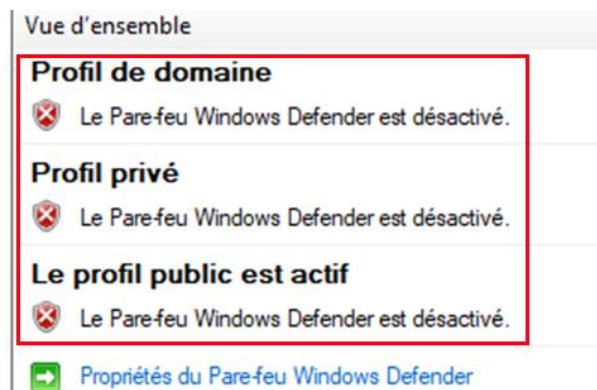 Vue d'ensemble
Profil de domaine
Le Pare-feu Windows Defender est désactivé.
Profil privé
Le Pare-feu Windows Defender est désactivé.
Le profil public est actif
Le Pare-feu Windows Defender est désactivé.
Propriétés du Pare-feu Windows Defender